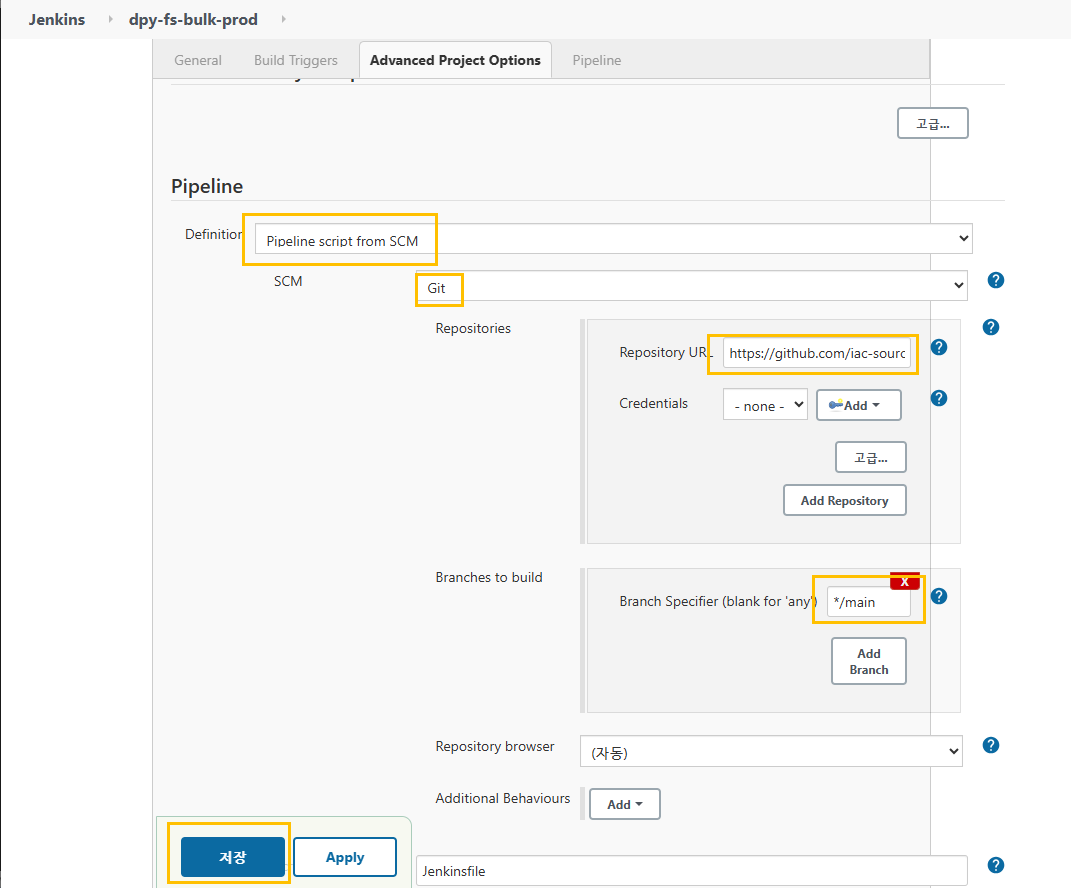 Jenkins dpy-fs-bulk-prod
General Build Triggers Advanced Project Options Pipeline
고급...
Pipeline
Definition Pipeline script from SCM
SCM Git ?
Repositories ?
Repository URL https://github.com/iac-sourc ?
Credentials - none - Add ?
고급...
Add Repository
Branches to build
X
Branch Specifier (blank for 'any') */main ?
Add
Branch
Repository browser (자동) ?
Additional Behaviours Add
저장 Apply
Jenkinsfile ?